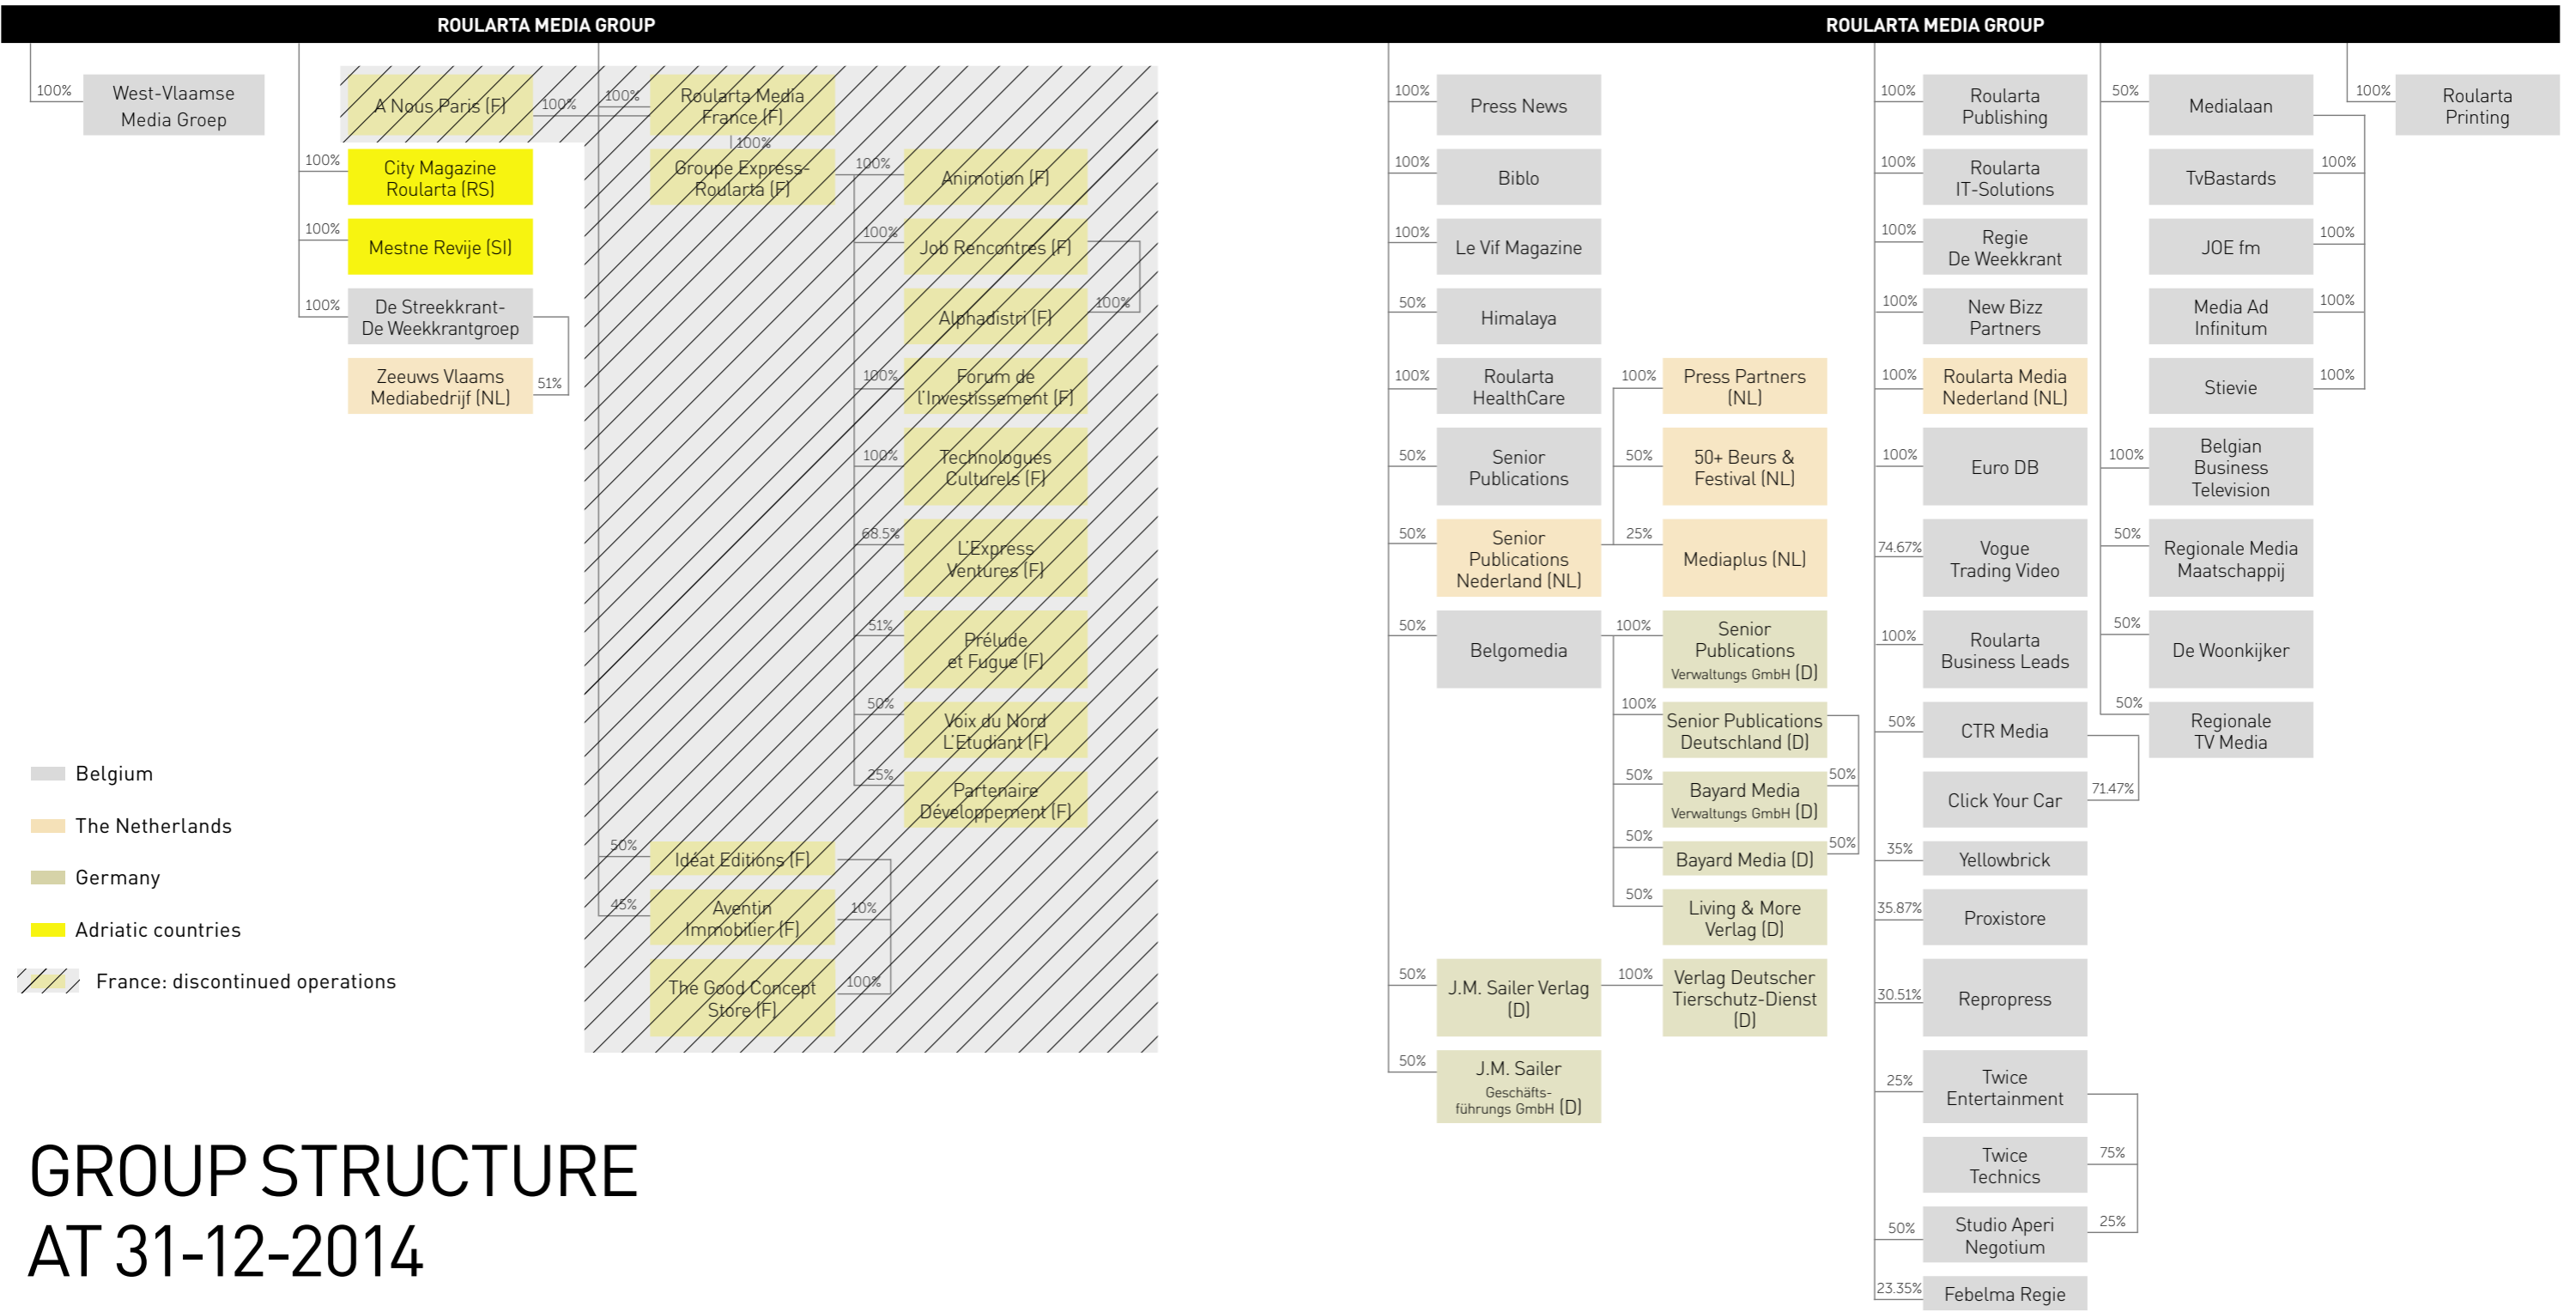 ROULARTA MEDIA GROUP
ROULARTA MEDIA GROUP
100%
West-Vlaamse
Media Groep
A Nous Paris (F)
100%
100%
Roularta Media
France (F)
100%
100%
City Magazine
Roularta (RS)
100%
Mestne Revije (SI)
100%
De Streekkrant-
De Weekkrantgroep
Zeeuws Vlaams
Mediabedrijf (NL)
51%
Groupe Express-
Roularta (F)
100%
Animotion (F)
100%
Job Rencontres (F)
Alphadistri (F)
100%
100%
Forum de
l'Investissement (F)
100%
Technologues
Culturels (F)
68.5%
L'Express
Ventures (F)
51%
Prélude
et Fugue (F)
50%
Voix du Nord
L'Etudiant (F)
25%
Partenaire
Développement (F)
50%
Idéat Editions (F)
45%
Aventin
Immobilier (F)
10%
The Good Concept
Store (F)
100%
Belgium
The Netherlands
Germany
Adriatic countries
France: discontinued operations
GROUP STRUCTURE
AT 31-12-2014
100%
Press News
100%
Biblo
100%
Le Vif Magazine
50%
Himalaya
100%
Roularta
HealthCare
50%
Senior
Publications
50%
Senior
Publications
Nederland (NL)
100%
Press Partners
(NL)
50%
50+ Beurs &
Festival (NL)
25%
Mediaplus (NL)
50%
Belgomedia
100%
Senior
Publications
Verwaltungs GmbH (D)
100%
Senior Publications
Deutschland (D)
50%
Bayard Media
Verwaltungs GmbH (D)
50%
50%
Bayard Media (D)
50%
50%
Living & More
Verlag (D)
50%
J.M. Sailer Verlag
(D)
100%
Verlag Deutscher
Tierschutz-Dienst
(D)
50%
J.M. Sailer
Geschäfts-
führungs GmbH (D)
100%
Roularta
Publishing
100%
Roularta
IT-Solutions
100%
Regie
De Weekkrant
100%
New Bizz
Partners
100%
Roularta Media
Nederland (NL)
100%
Euro DB
74.67%
Vogue
Trading Video
100%
Roularta
Business Leads
50%
CTR Media
Click Your Car
71.47%
35%
Yellowbrick
35.87%
Proxistore
30.51%
Repropress
25%
Twice
Entertainment
Twice
Technics
75%
50%
Studio Aperi
Negotium
25%
23.35%
Febelma Regie
50%
Medialaan
TvBastards
100%
JOE fm
100%
Media Ad
Infinitum
100%
Stievie
100%
100%
Belgian
Business
Television
50%
Regionale Media
Maatschappij
50%
De Woonkijker
50%
Regionale
TV Media
100%
Roularta
Printing